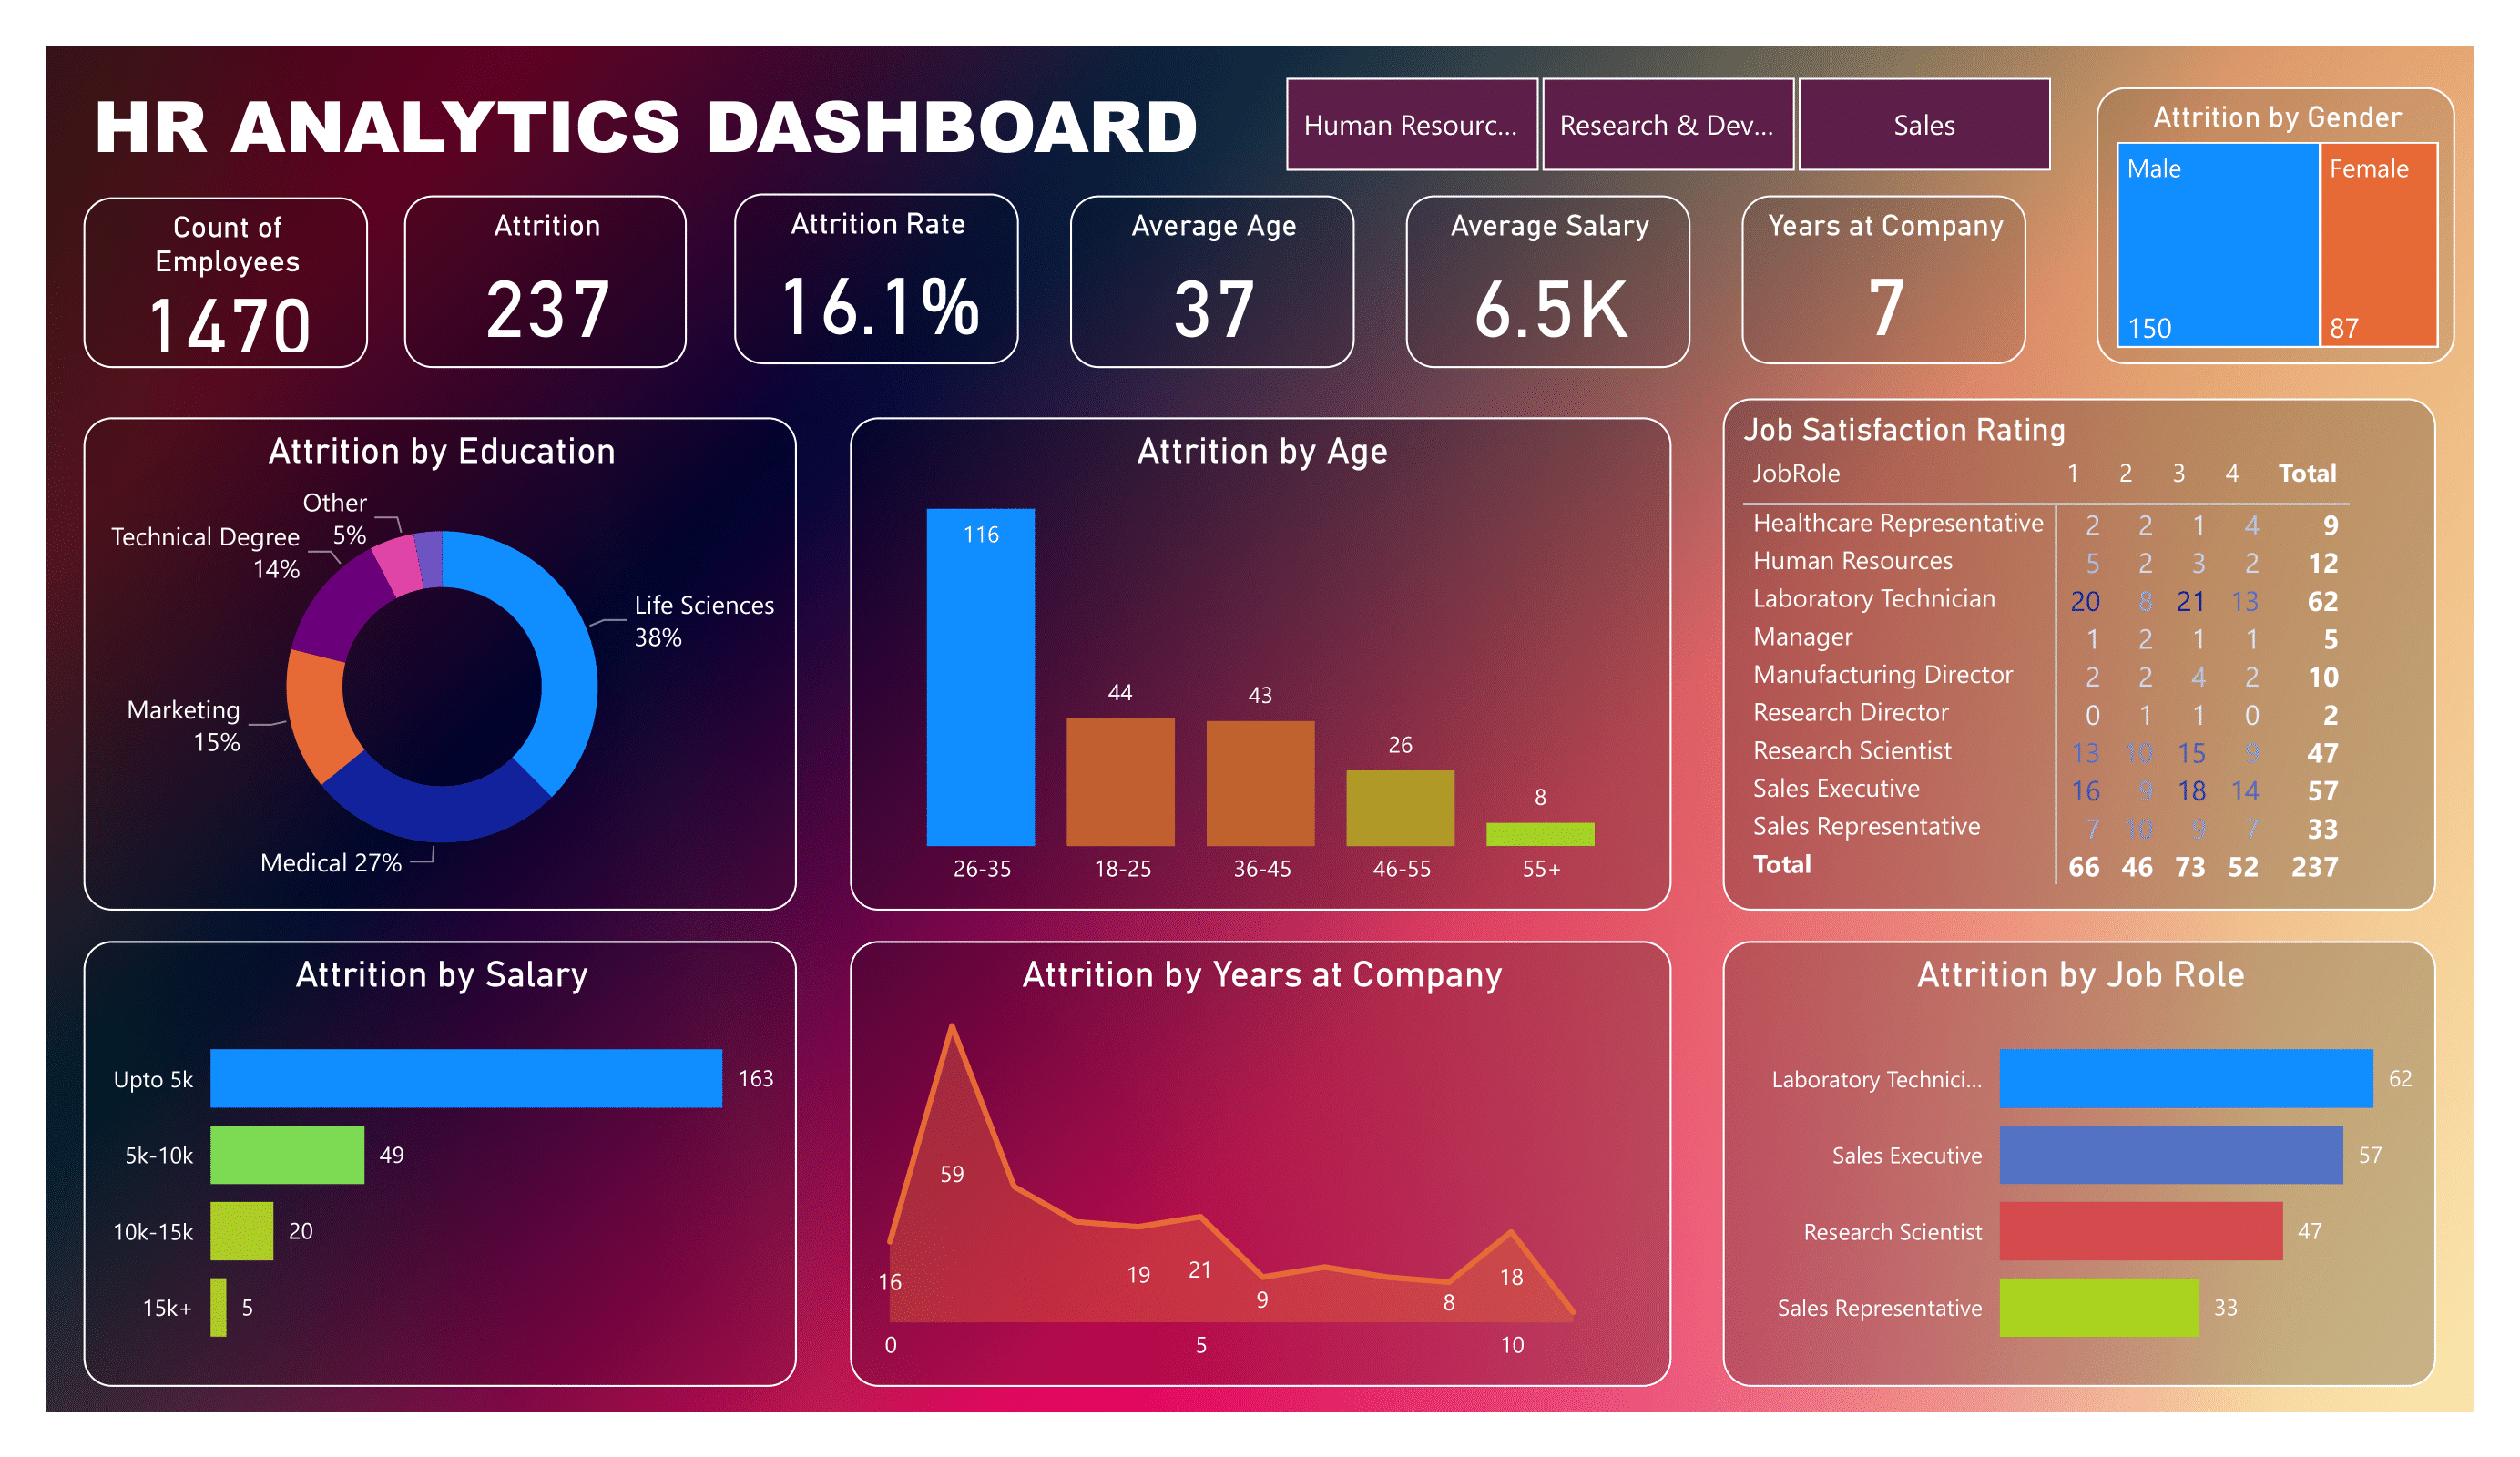 HR ANALYTICS DASHBOARD
Human Resourc...
Research & Dev...
Sales
Count of
Employees
1470
Attrition
237
Attrition Rate
16.1%
Average Age
37
Average Salary
6.5K
Years at Company
7
Attrition by Gender
Male
150
Female
87
Attrition by Education
Other
5%
Technical Degree
14%
Life Sciences
38%
Marketing
15%
Medical 27%
Attrition by Age
116
44
43
26
8
26-35
18-25
36-45
46-55
55+
Job Satisfaction Rating
JobRole 1 2 3 4 Total
Healthcare Representative 2 2 1 4 9
Human Resources 5 2 3 2 12
Laboratory Technician 20 8 21 13 62
Manager 1 2 1 1 5
Manufacturing Director 2 2 4 2 10
Research Director 0 1 1 0 2
Research Scientist 13 10 15 9 47
Sales Executive 16 9 18 14 57
Sales Representative 7 10 9 7 33
Total 66 46 73 52 237
Attrition by Salary
Upto 5k 163
5k-10k 49
10k-15k 20
15k+ 5
Attrition by Years at Company
59
16
19
21
9
8
18
0
5
10
Attrition by Job Role
Laboratory Technici... 62
Sales Executive 57
Research Scientist 47
Sales Representative 33